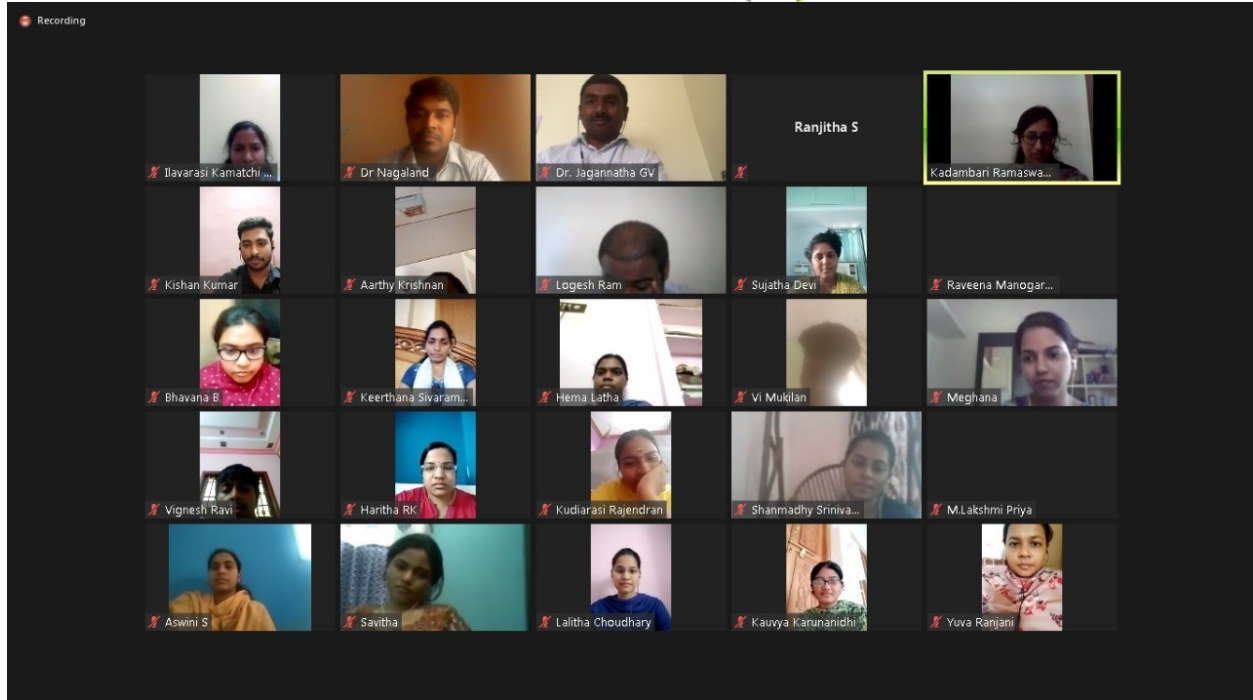 Recording
Ilavarasi Kamatchi ...
Dr Nagaland
Dr. Jagannatha GV
Ranjitha S
Kadambari Ramaswa...
Kishan Kumar
Aarthy Krishnan
Logesh Ram
Sujatha Devi
Raveena Manogar...
Bhavana B
Keerthana Sivaram...
Hema Latha
Vi Mukilan
Meghana
Vignesh Ravi
Haritha RK
Kudiarasi Rajendran
Shanmadhy Sriniva...
M.Lakshmi Priya
Aswini S
Savitha
Lalitha Choudhary
Kauvya Karunanidhi
Yuva Ranjani